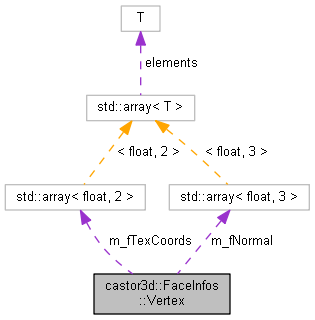 T
elements
std::array< T >
< float, 2 >
< float, 3 >
std::array< float, 2 >
std::array< float, 3 >
m_fTexCoords
m_fNormal
castor3d::FaceInfos
::Vertex